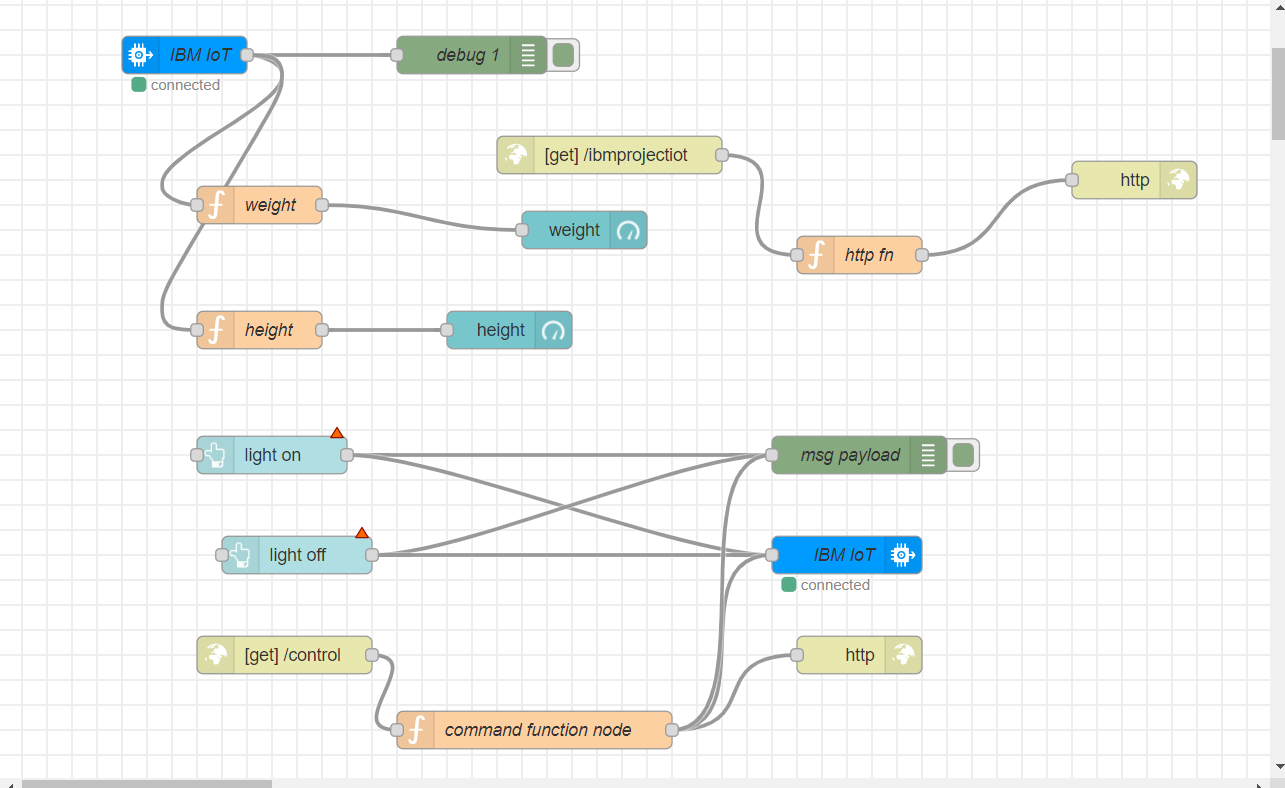 IBM IoT
debug 1
connected
[get] /ibmprojectiot
http
weight
weight
http fn
height
height
light on
msg payload
light off
IBM IoT
connected
[get] /control
http
command function node